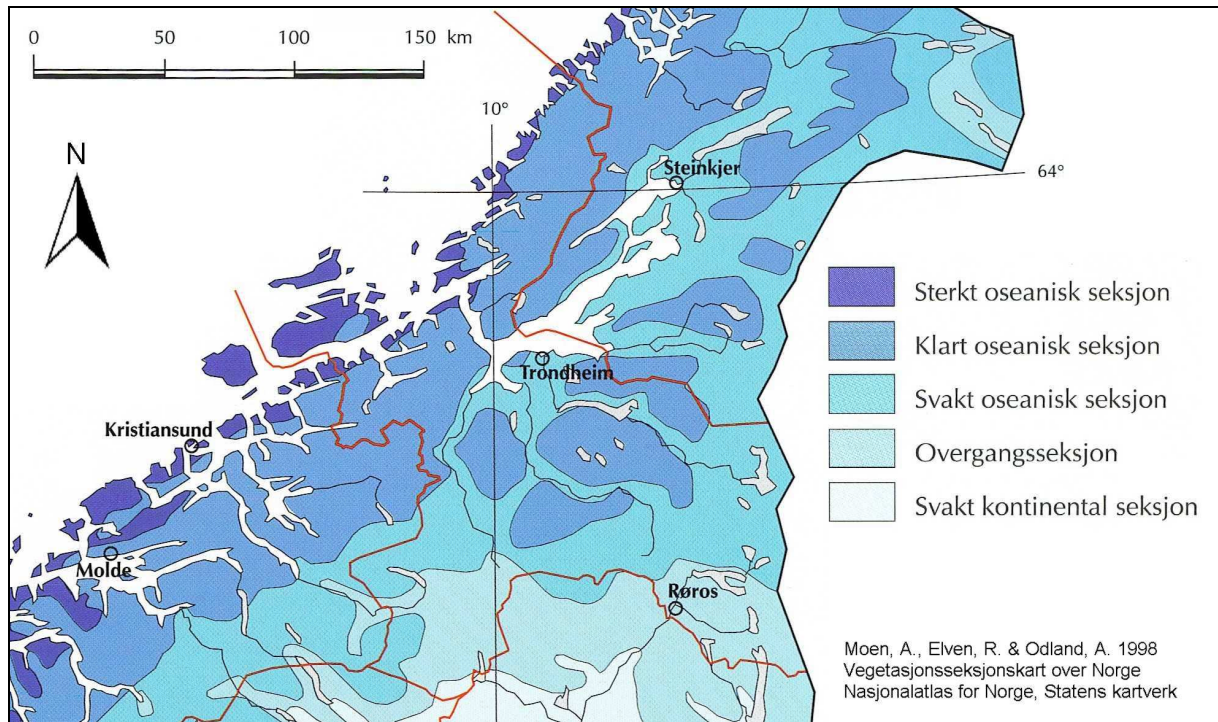 0 50 100 150 km
10°
N
Steinkjer
64°
Sterkt oseanisk seksjon
Klart oseanisk seksjon
Trondheim
Svakt oseanisk seksjon
Kristiansund
Overgangsseksjon
Svakt kontinental seksjon
Molde
Røros
Moen, A., Elven, R. & Odland, A. 1998
Vegetasjonsseksjonskart over Norge
Nasjonalatlas for Norge, Statens kartverk